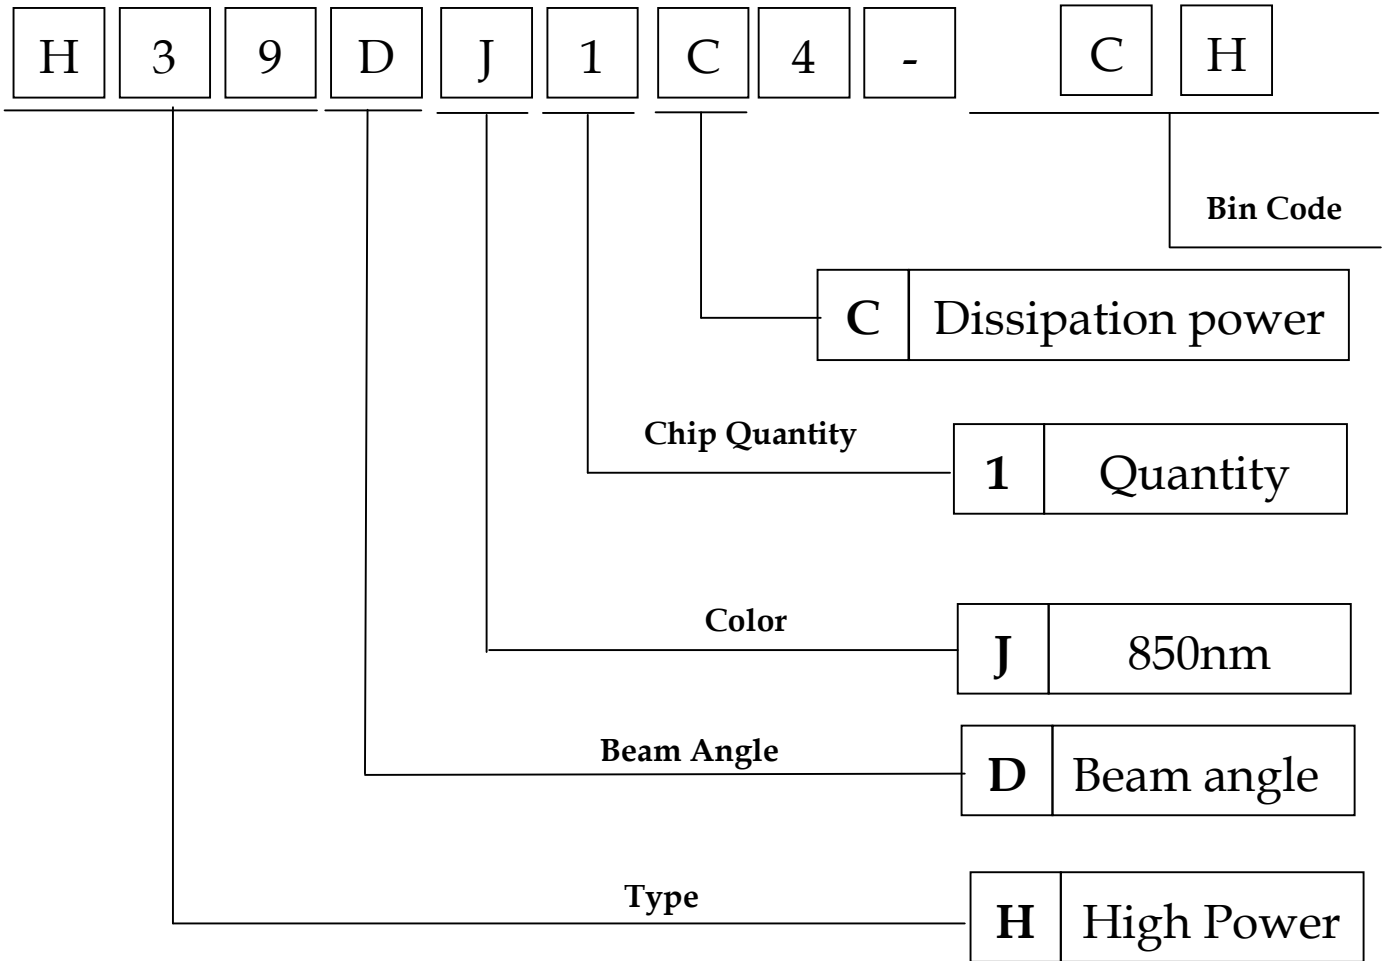 H 3 9 D J 1 C 4 - C H
Bin Code
C Dissipation power
Chip Quantity
1 Quantity
Color
J 850nm
Beam Angle
D Beam angle
Type
H High Power